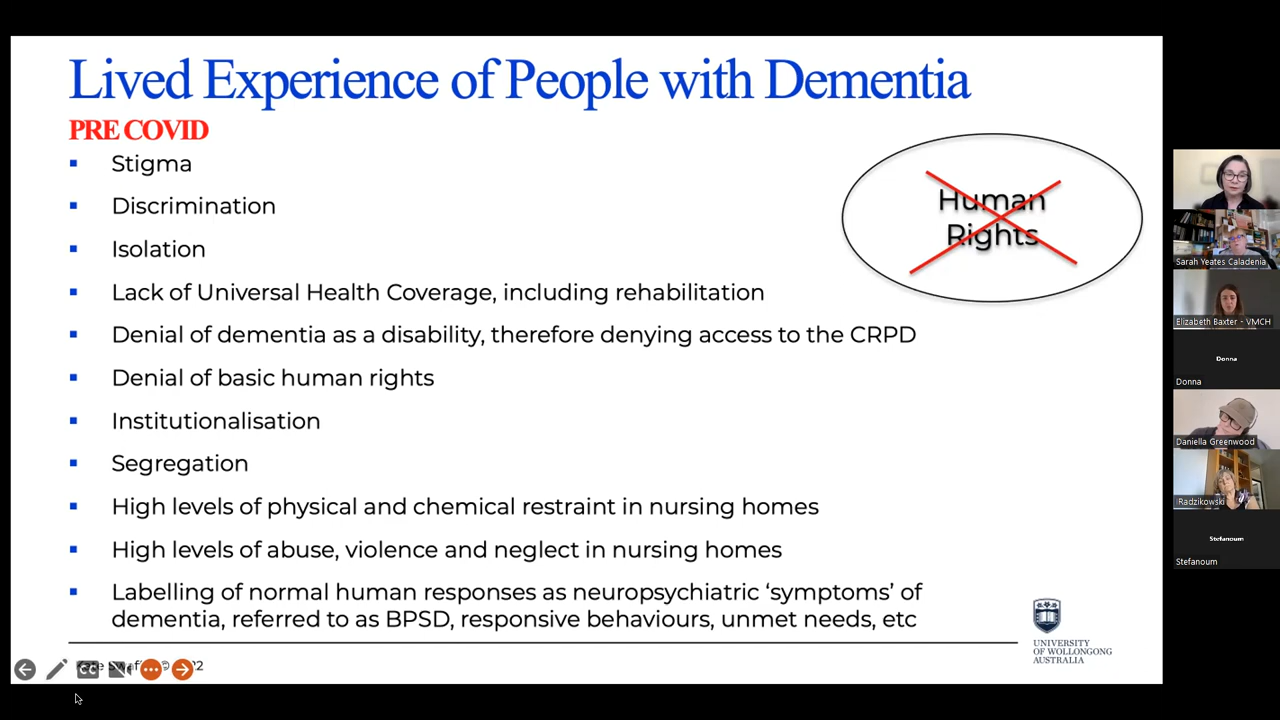 Lived Experience of People with Dementia
PRE COVID
Stigma
Discrimination
Isolation
Lack of Universal Health Coverage, including rehabilitation
Denial of dementia as a disability, therefore denying access to the CRPD
Denial of basic human rights
Institutionalisation
Segregation
High levels of physical and chemical restraint in nursing homes
High levels of abuse, violence and neglect in nursing homes
Labelling of normal human responses as neuropsychiatric ‘symptoms’ of
dementia, referred to as BPSD, responsive behaviours, unmet needs, etc
Human
Rights
UNIVERSITY
OF WOLLONGONG
AUSTRALIA
CC
Sarah Yeates Caladenia
Elizabeth Baxter - VMCH
Donna
Donna
Daniella Greenwood
Radzikowski
Stefanoum
Stefanoum